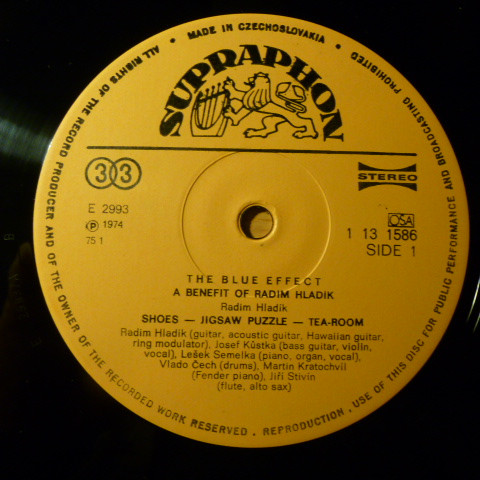 ALL RIGHTS OF THE RECORD PRODUCER AND OF THE OWNER OF THE RECORDED WORK RESERVED . REPRODUCTION , USE OF THIS DISC FOR PUBLIC PERFORMANCE AND BROADCASTING PROHIBITED
• MADE IN CZECHOSLOVAKIA •
SUPRAPHON
33
STEREO
E 2993
℗ 1974
75 1
OSA
1 13 1586
SIDE 1
THE BLUE EFFECT
A BENEFIT OF RADIM HLADIK
Radim Hladík
SHOES — JIGSAW PUZZLE — TEA-ROOM
Radim Hladík (guitar, acoustic guitar, Hawaiian guitar,
ring modulator), Josef Kůstka (bass guitar, violin,
vocal), Lešek Semelka (piano, organ, vocal),
Vlado Čech (drums), Martin Kratochvíl
(Fender piano), Jiří Stivín
(flute, alto sax)